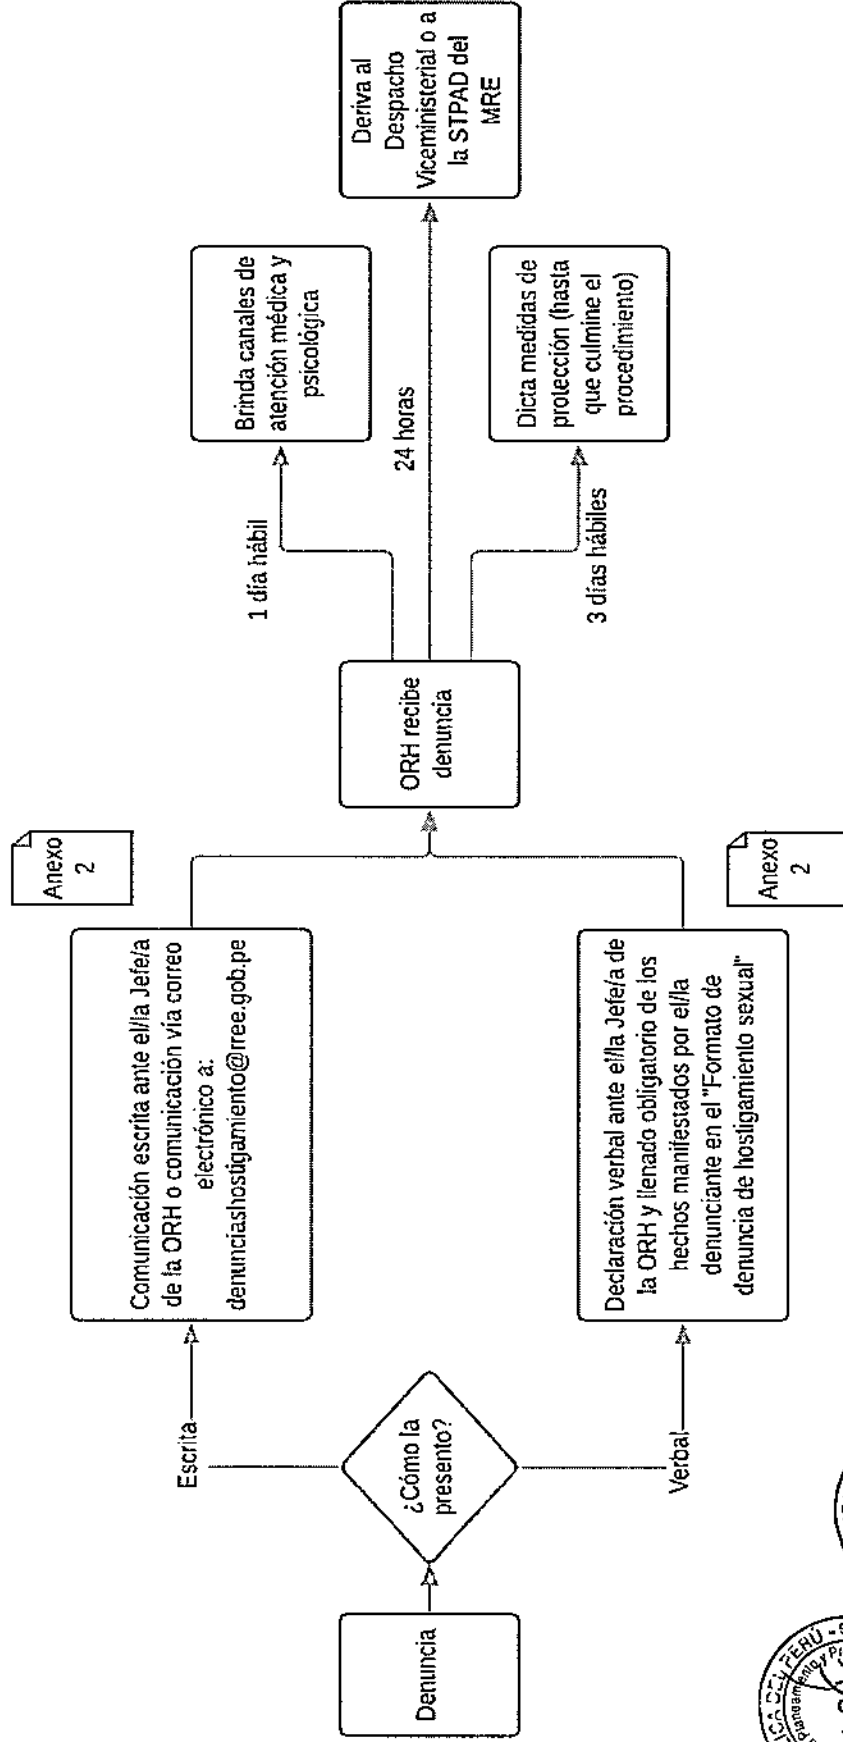 Denuncia
¿Cómo la
presento?
Escrita
Verbal
Comunicación escrita ante el/la Jefe/a
de la ORH o comunicación vía correo
electrónico a:
denunciashostigamiento@rree.gob.pe
Anexo
2
Declaración verbal ante el/la Jefe/a de
la ORH y llenado obligatorio de los
hechos manifestados por el/la
denunciante en el "Formato de
denuncia de hostigamiento sexual"
Anexo
2
ORH recibe
denuncia
1 día hábil
24 horas
3 días hábiles
Brinda canales de
atención médica y
psicológica
Deriva al
Despacho
Viceministerial o a
la STPAD del
MRE
Dicta medidas de
protección (hasta
que culmine el
procedimiento)
DEL PERÚ